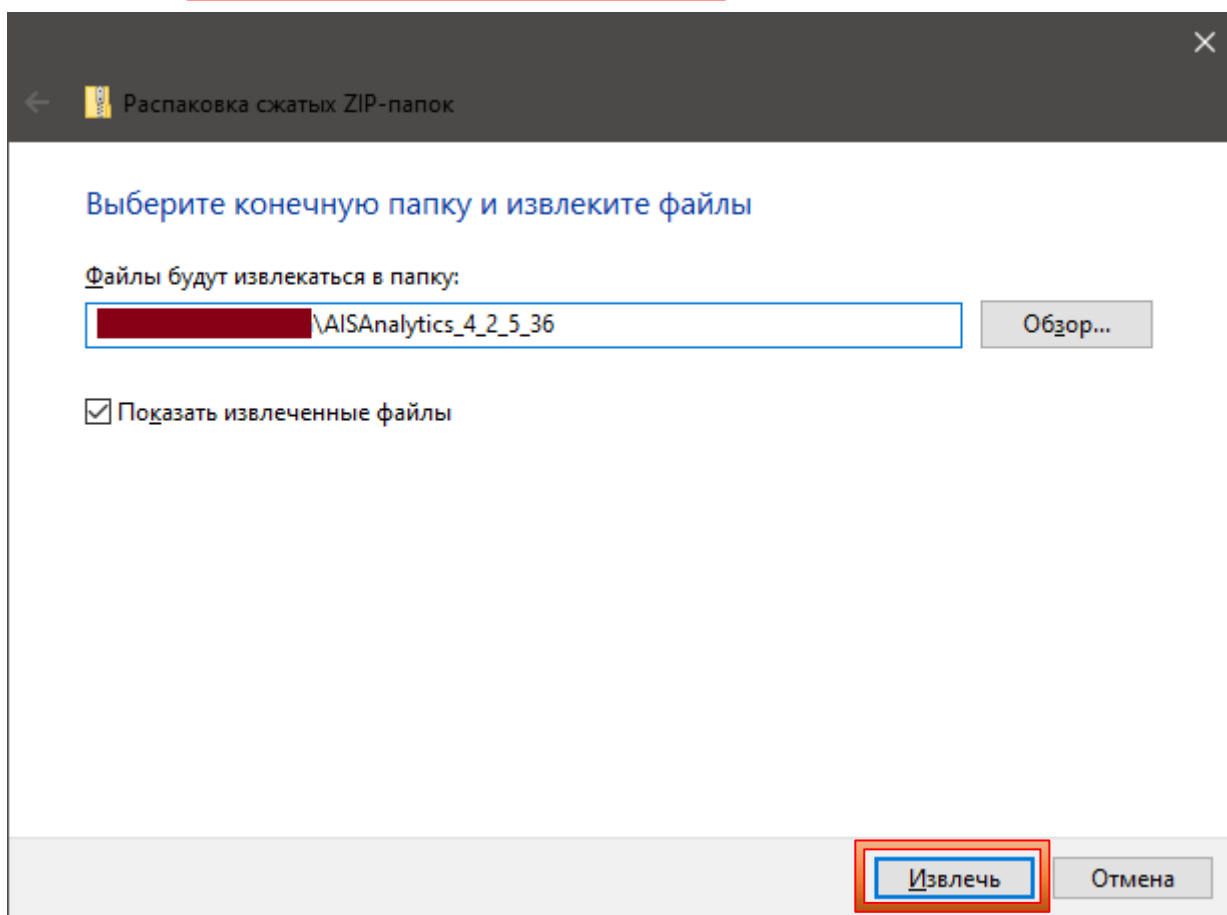 Распаковка сжатых ZIP-папок
Выберите конечную папку и извлеките файлы
Файлы будут извлекаться в папку:
\AISAnalytics_4_2_5_36
Обзор...
Показать извлеченные файлы
Извлечь
Отмена